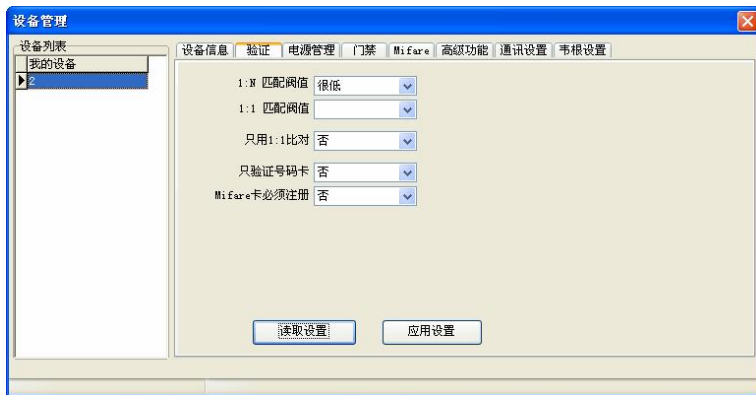 设备管理
设备列表
我的设备
2
设备信息 验证 电源管理 门禁 Mifare 高级功能 通讯设置 韦根设置
1:N 匹配阀值 很低
1:1 匹配阀值
只用1:1比对 否
只验证号码卡 否
Mifare卡必须注册 否
读取设置 应用设置